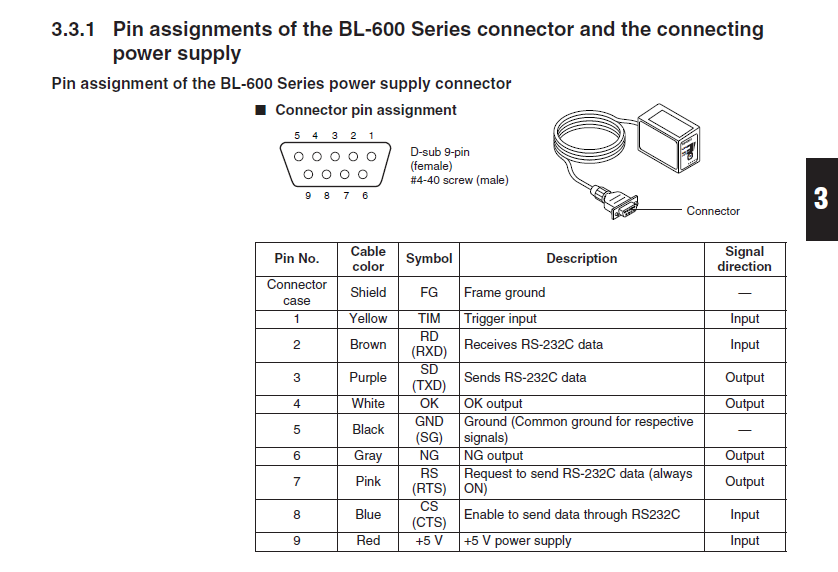 3.3.1 Pin assignments of the BL-600 Series connector and the connecting
power supply
Pin assignment of the BL-600 Series power supply connector
■ Connector pin assignment
5 4 3 2 1
D-sub 9-pin
(female)
#4-40 screw (male)
9 8 7 6
Connector
3
Pin No. Cable color Symbol Description Signal direction
Connector case Shield FG Frame ground —
1 Yellow TIM Trigger input Input
2 Brown RD (RXD) Receives RS-232C data Input
3 Purple SD (TXD) Sends RS-232C data Output
4 White OK OK output Output
5 Black GND (SG) Ground (Common ground for respective signals) —
6 Gray NG NG output Output
7 Pink RS (RTS) Request to send RS-232C data (always ON) Output
8 Blue CS (CTS) Enable to send data through RS232C Input
9 Red +5 V +5 V power supply Input